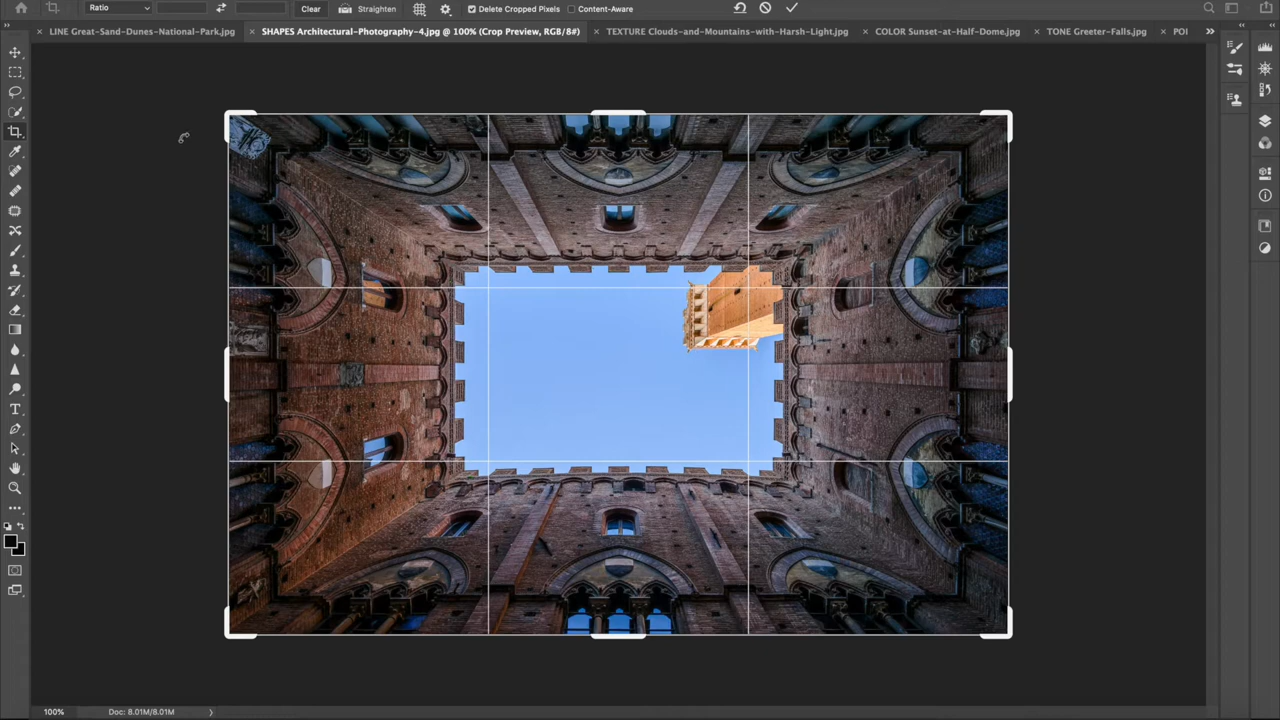 Ratio Clear Straighten Delete Cropped Pixels Content-Aware
LINE Great-Sand-Dunes-National-Park.jpg SHAPES Architectural-Photography-4.jpg @ 100% (Crop Preview, RGB/8#) TEXTURE Clouds-and-Mountains-with-Harsh-Light.jpg COLOR Sunset-at-Half-Dome.jpg TONE Greeter-Falls.jpg POI
100% Doc: 8.01M/8.01M